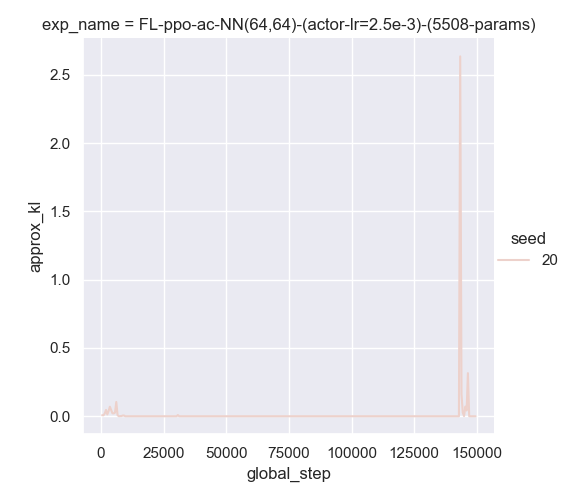 exp_name = FL-ppo-ac-NN(64,64)-(actor-lr=2.5e-3)-(5508-params)
2.5
2.0
1.5
1.0
0.5
0.0
approx_kl
0 25000 50000 75000 100000 125000 150000
global_step
seed
20